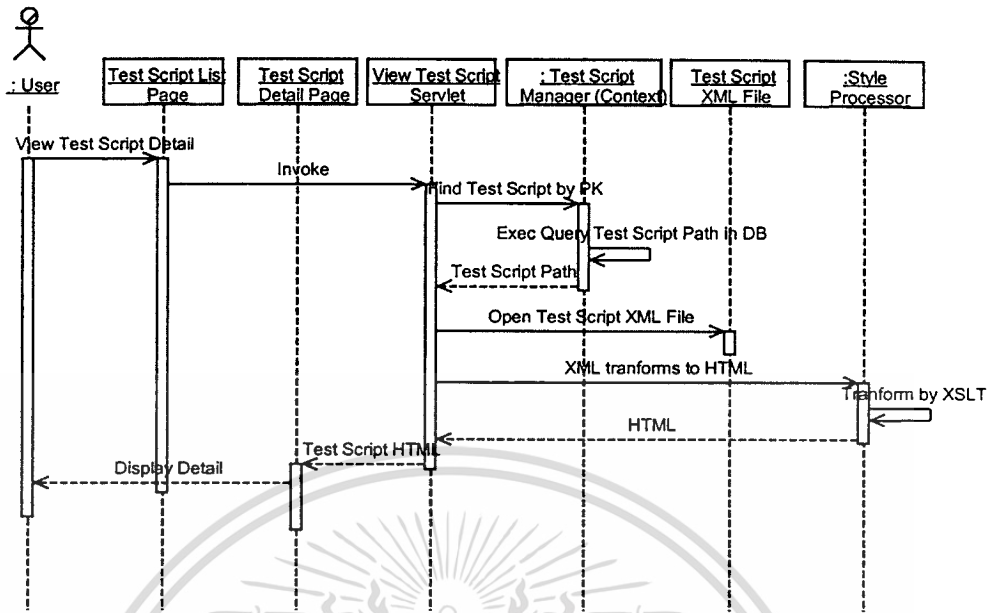 : User
Test Script List
Page
Test Script
Detail Page
View Test Script
Servlet
: Test Script
Manager (Context)
Test Script
XML File
:Style
Processor
View Test Script Detail
Invoke
Find Test Script by PK
Exec Query Test Script Path in DB
Test Script Path
Open Test Script XML File
XML tranforms to HTML
Tranform by XSLT
HTML
Test Script HTML
Display Detail